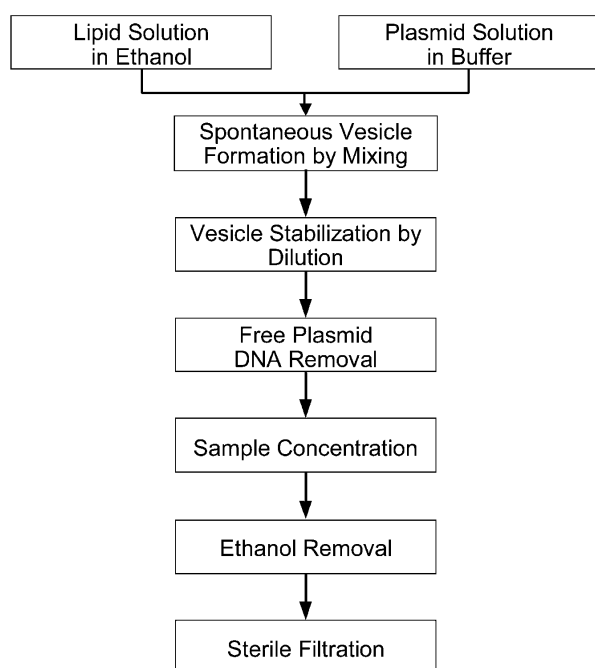 Lipid Solution
in Ethanol
Plasmid Solution
in Buffer
Spontaneous Vesicle
Formation by Mixing
Vesicle Stabilization by
Dilution
Free Plasmid
DNA Removal
Sample Concentration
Ethanol Removal
Sterile Filtration